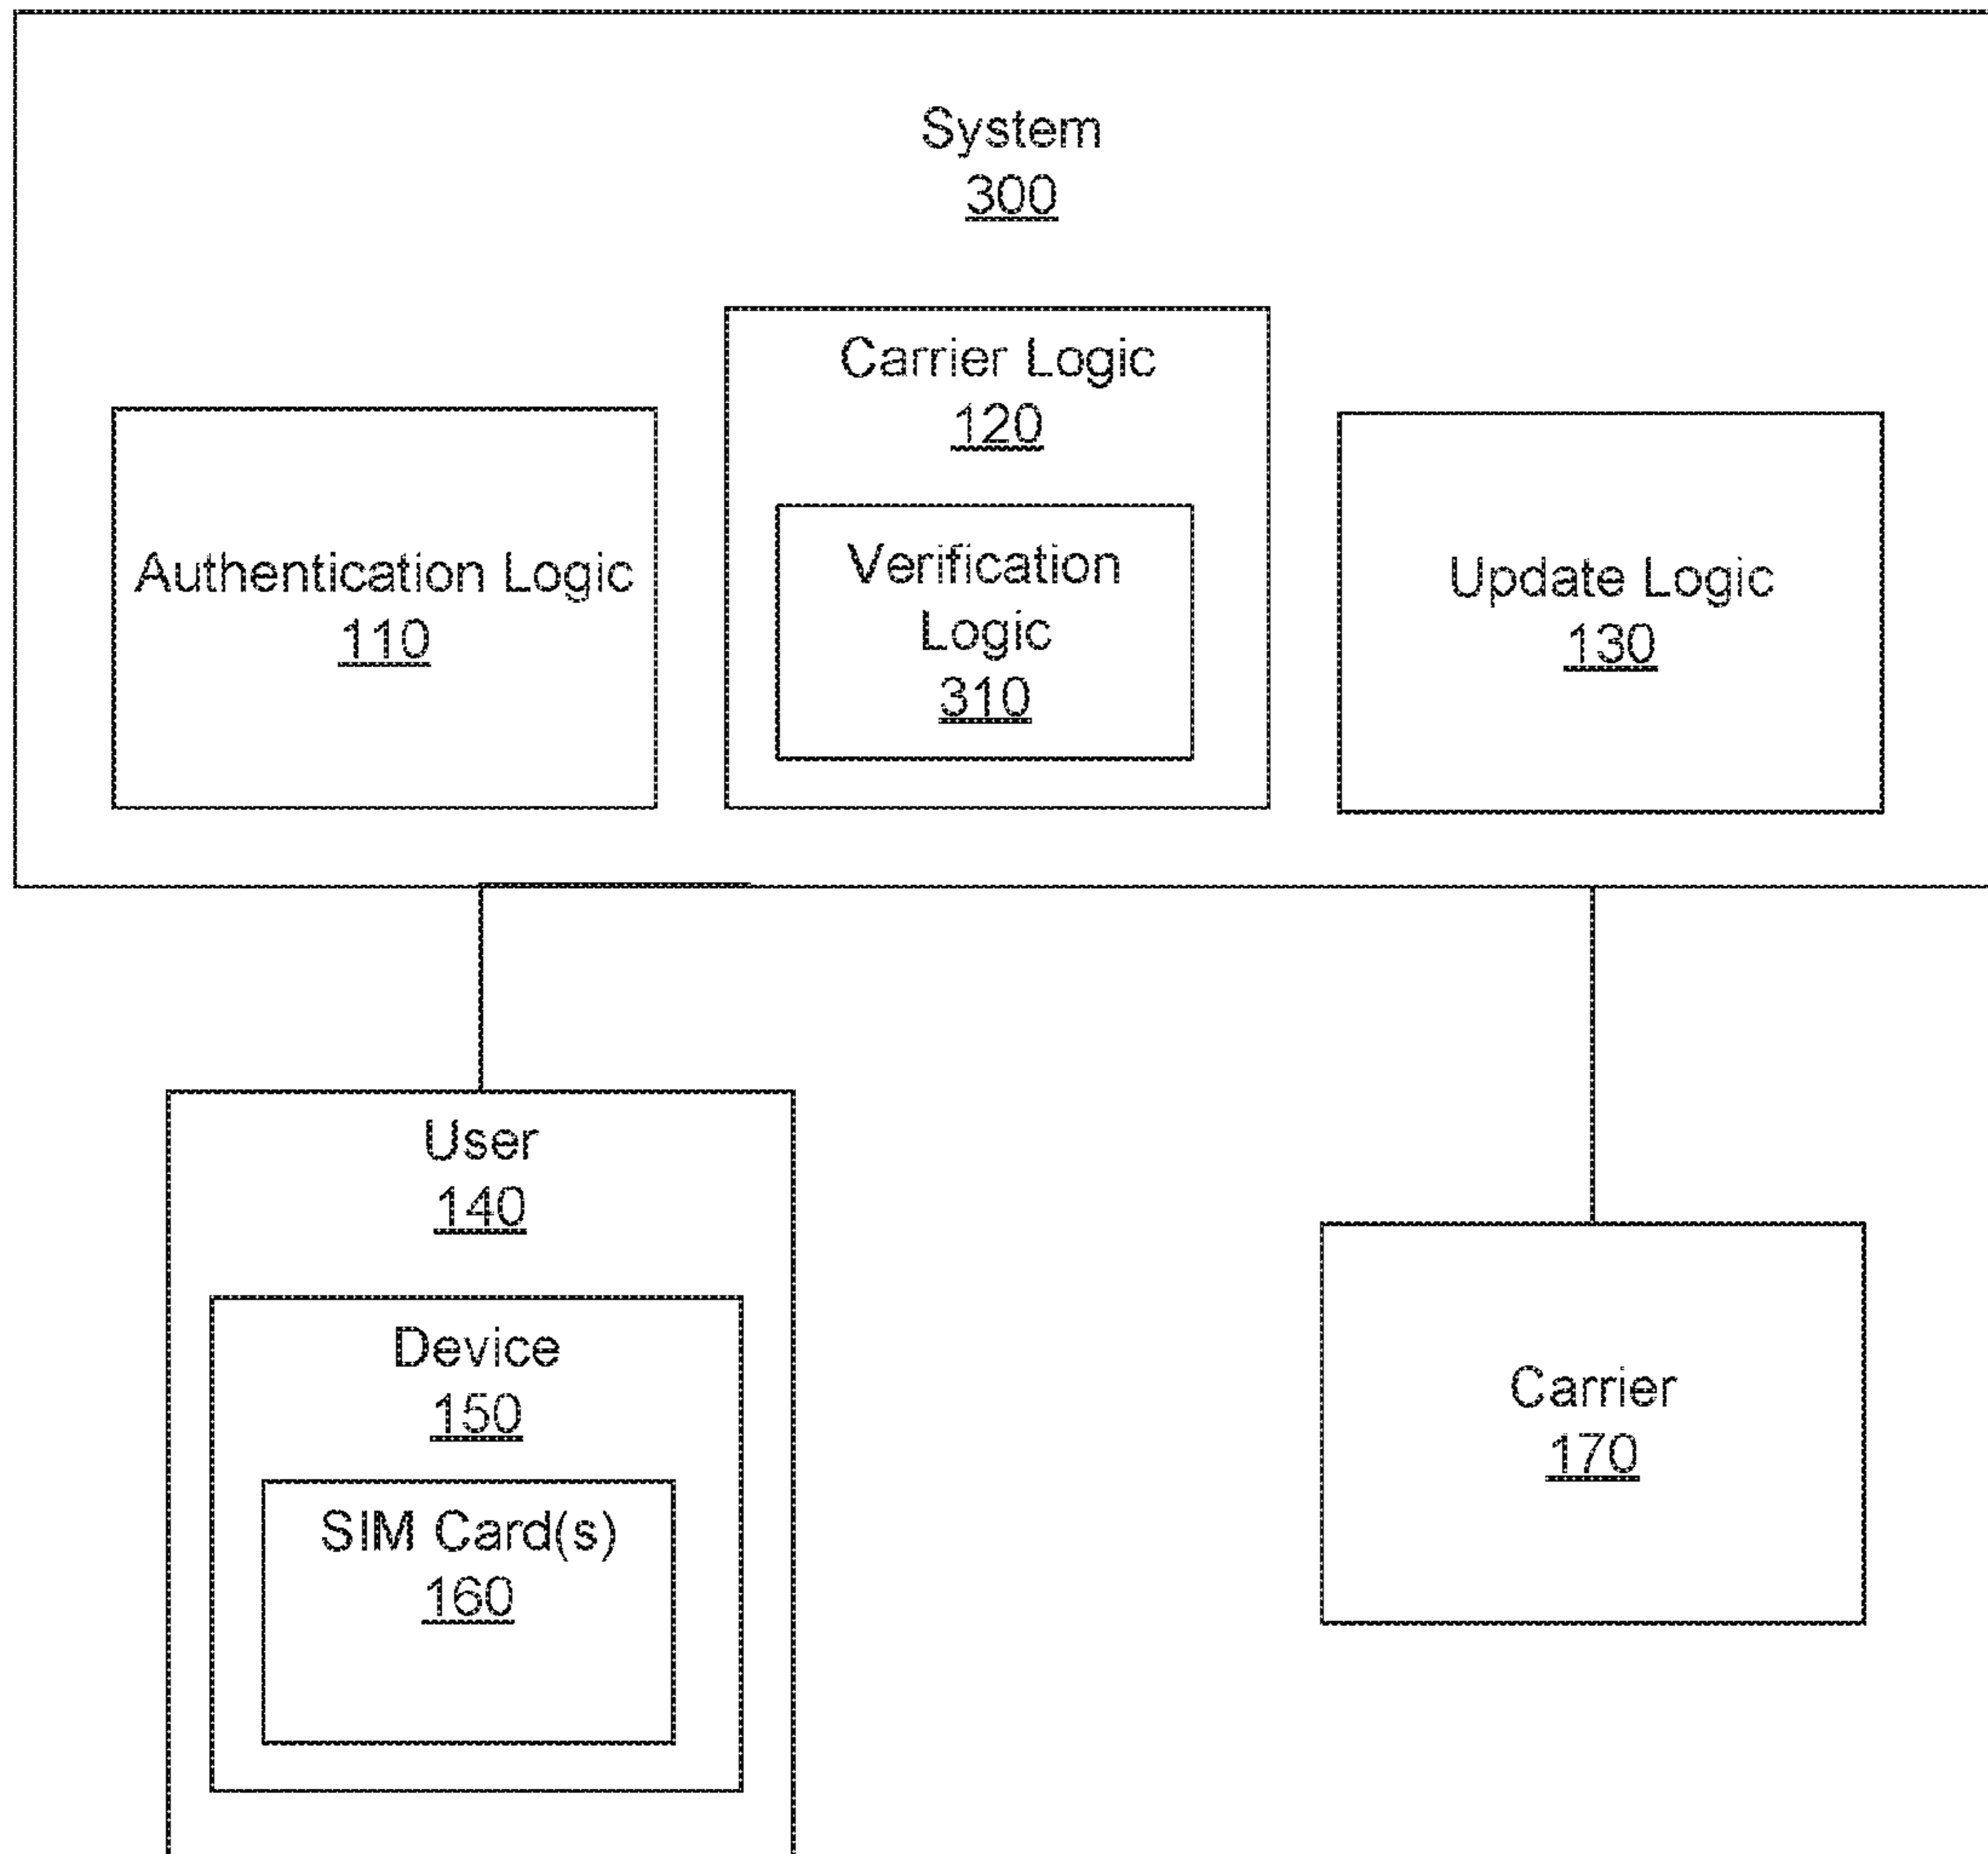 System
300
Carrier Logic
120
Authentication Logic
110
Verification
Logic
310
Update Logic
130
User
140
Device
150
SIM Card(s)
160
Carrier
170